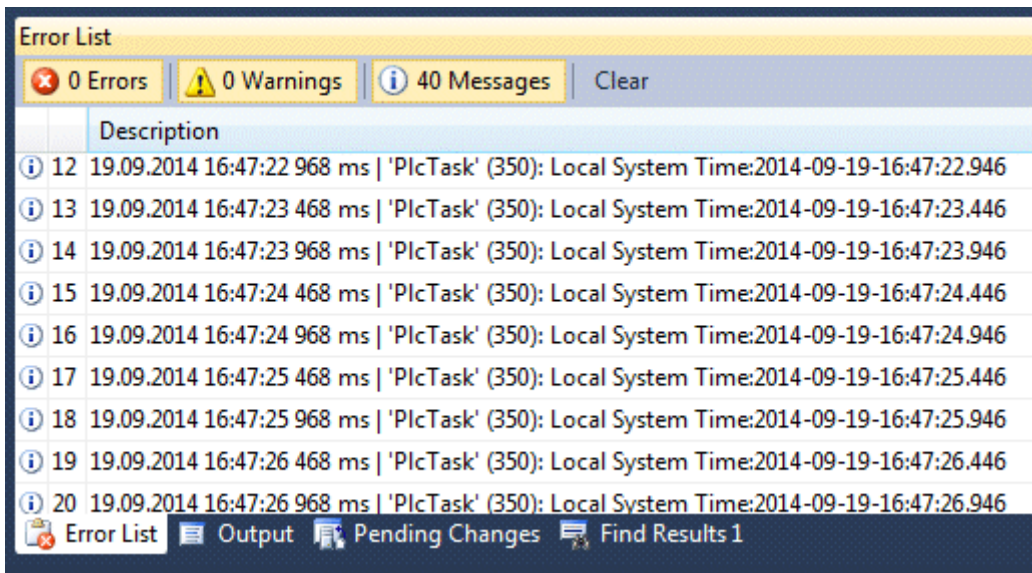 Error List
0 Errors 0 Warnings 40 Messages Clear
Description
12 19.09.2014 16:47:22 968 ms | 'PlcTask' (350): Local System Time:2014-09-19-16:47:22.946
13 19.09.2014 16:47:23 468 ms | 'PlcTask' (350): Local System Time:2014-09-19-16:47:23.446
14 19.09.2014 16:47:23 968 ms | 'PlcTask' (350): Local System Time:2014-09-19-16:47:23.946
15 19.09.2014 16:47:24 468 ms | 'PlcTask' (350): Local System Time:2014-09-19-16:47:24.446
16 19.09.2014 16:47:24 968 ms | 'PlcTask' (350): Local System Time:2014-09-19-16:47:24.946
17 19.09.2014 16:47:25 468 ms | 'PlcTask' (350): Local System Time:2014-09-19-16:47:25.446
18 19.09.2014 16:47:25 968 ms | 'PlcTask' (350): Local System Time:2014-09-19-16:47:25.946
19 19.09.2014 16:47:26 468 ms | 'PlcTask' (350): Local System Time:2014-09-19-16:47:26.446
20 19.09.2014 16:47:26 968 ms | 'PlcTask' (350): Local System Time:2014-09-19-16:47:26.946
Error List Output Pending Changes Find Results 1